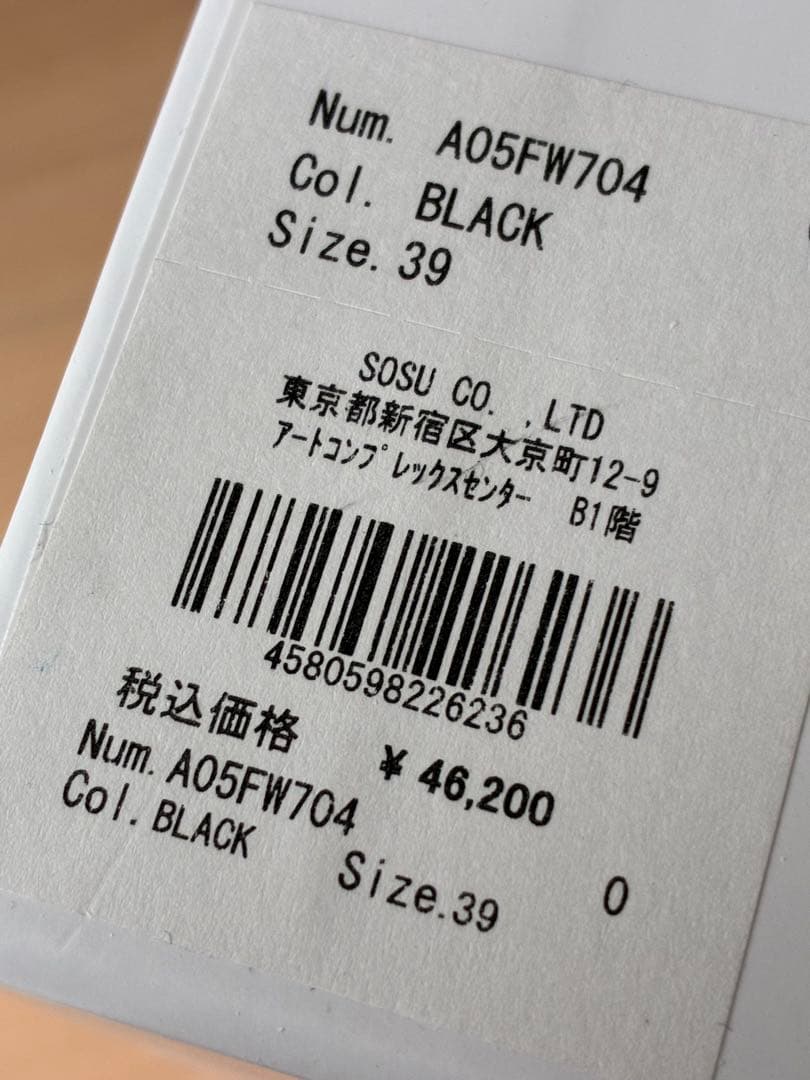 Num. A05FW704
Col. BLACK
Size. 39
SOSU CO. ,LTD
東京都新宿区大京町12-9
アートコンプレックスセンター B1階
4580598226236
税込価格 ¥ 46,200
Num. A05FW704
Col. BLACK Size. 39 0